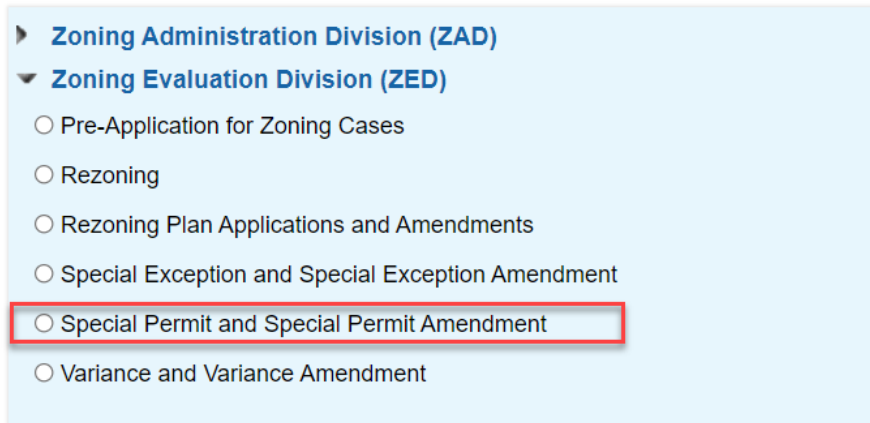 Zoning Administration Division (ZAD)
Zoning Evaluation Division (ZED)
Pre-Application for Zoning Cases
Rezoning
Rezoning Plan Applications and Amendments
Special Exception and Special Exception Amendment
Special Permit and Special Permit Amendment
Variance and Variance Amendment